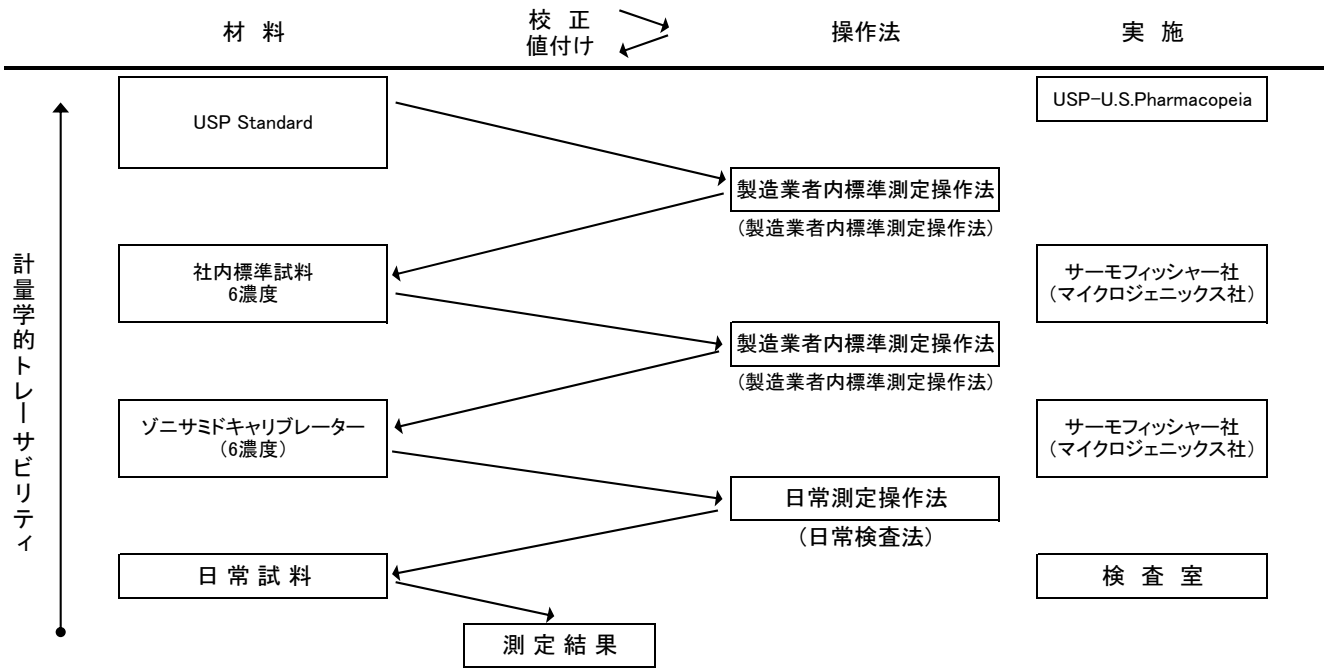 材 料
校 正
値付け
操作法
実 施
USP Standard
USP-U.S.Pharmacopeia
製造業者内標準測定操作法
(製造業者内標準測定操作法)
社内標準試料
6濃度
サーモフィッシャー社
(マイクロジェニックス社)
製造業者内標準測定操作法
(製造業者内標準測定操作法)
ゾニサミドキャリブレーター
(6濃度)
サーモフィッシャー社
(マイクロジェニックス社)
日常測定操作法
(日常検査法)
日 常 試 料
検 査 室
測 定 結 果
計量学的トレーサビリティ